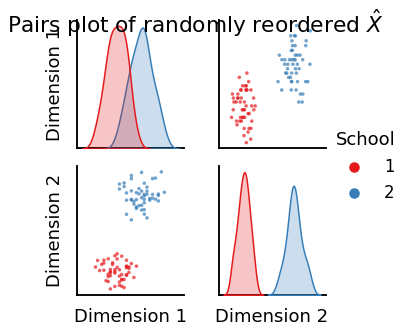 Pairs plot of randomly reordered X̂
Dimension 1
School
1
2
Dimension 2
Dimension 1
Dimension 2